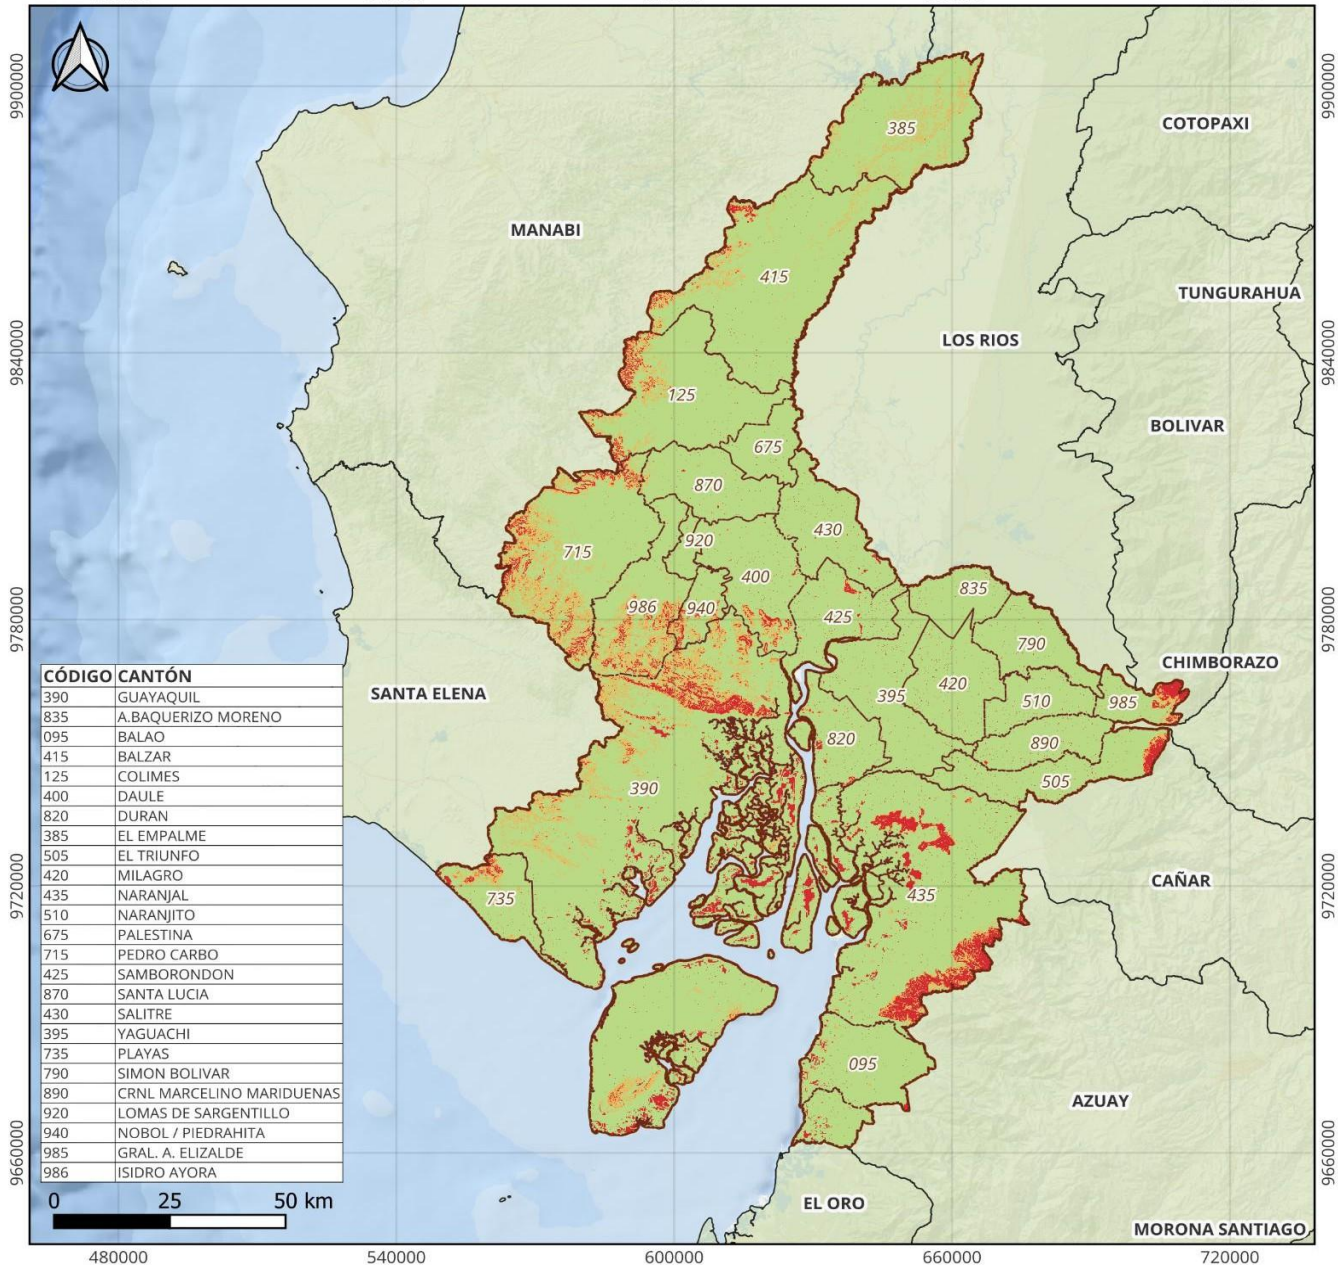 9900000
9900000
COTOPAXI
385
MANABI
415
TUNGURAHUA
LOS RIOS
9840000
9840000
125
BOLIVAR
675
870
430
920
715
400
835
986
940
425
9780000
9780000
790
CHIMBORAZO
SANTA ELENA
395
420
510
985
820
890
505
390
CAÑAR
9720000
9720000
735
435
095
AZUAY
9660000
9660000
EL ORO
MORONA SANTIAGO
CÓDIGO CANTÓN
390 GUAYAQUIL
835 A.BAQUERIZO MORENO
095 BALAO
415 BALZAR
125 COLIMES
400 DAULE
820 DURAN
385 EL EMPALME
505 EL TRIUNFO
420 MILAGRO
435 NARANJAL
510 NARANJITO
675 PALESTINA
715 PEDRO CARBO
425 SAMBORONDON
870 SANTA LUCIA
430 SALITRE
395 YAGUACHI
735 PLAYAS
790 SIMON BOLIVAR
890 CRNL MARCELINO MARIDUENAS
920 LOMAS DE SARGENTILLO
940 NOBOL / PIEDRAHITA
985 GRAL. A. ELIZALDE
986 ISIDRO AYORA
0 25 50 km
480000 540000 600000 660000 720000